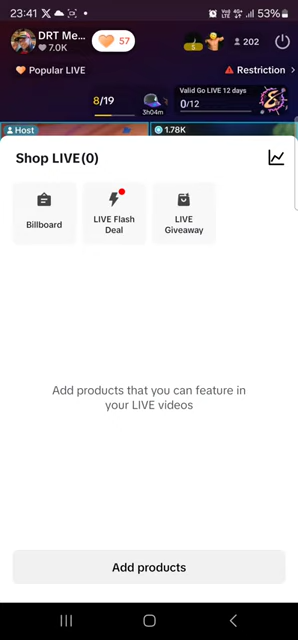 23:41
53%
DRT Me...
7.0K
57
202
Popular LIVE
Restriction
8/19
3h04m
Valid Go LIVE 12 days
0/12
Host
1.78K
Shop LIVE(0)
Billboard
LIVE Flash
Deal
LIVE
Giveaway
Add products that you can feature in
your LIVE videos
Add products